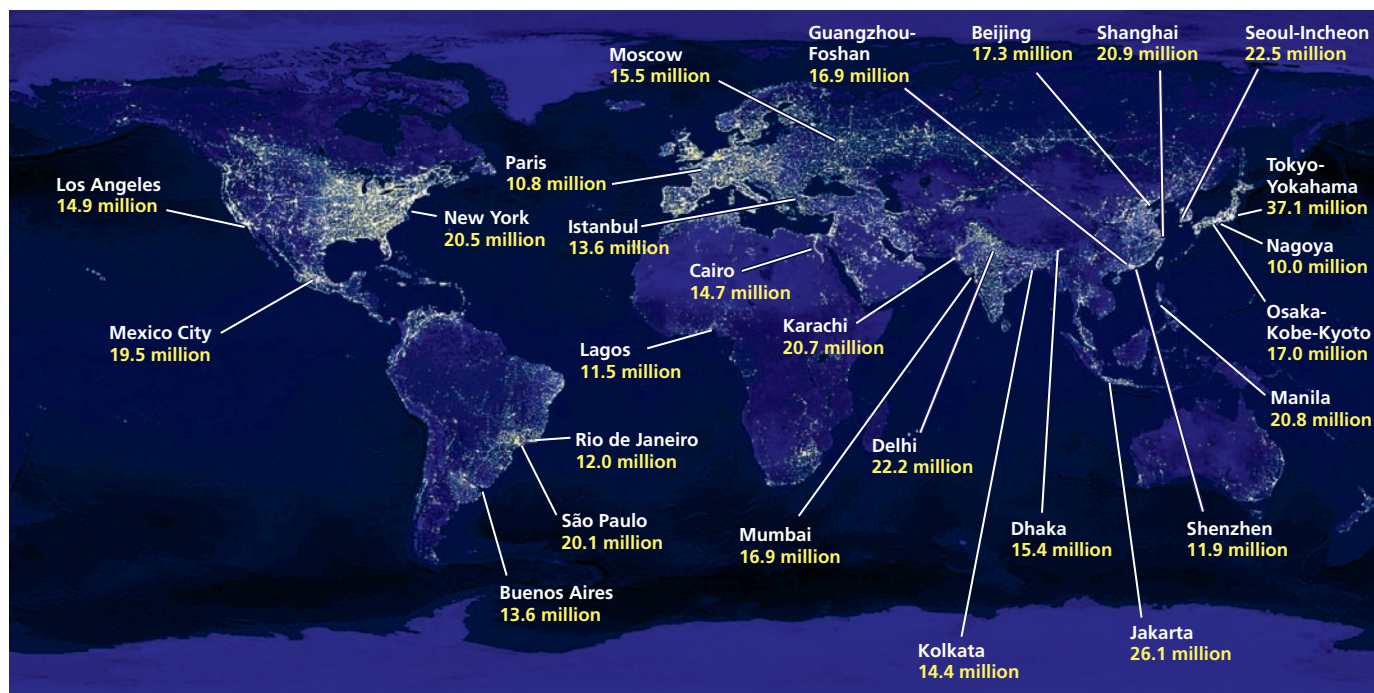 Moscow
15.5 million
Guangzhou-
Foshan
16.9 million
Beijing
17.3 million
Shanghai
20.9 million
Seoul-Incheon
22.5 million
Los Angeles
14.9 million
Paris
10.8 million
New York
20.5 million
Istanbul
13.6 million
Tokyo-
Yokahama
37.1 million
Nagoya
10.0 million
Cairo
14.7 million
Mexico City
19.5 million
Lagos
11.5 million
Karachi
20.7 million
Osaka-
Kobe-Kyoto
17.0 million
Manila
20.8 million
Rio de Janeiro
12.0 million
Delhi
22.2 million
São Paulo
20.1 million
Mumbai
16.9 million
Dhaka
15.4 million
Shenzhen
11.9 million
Buenos Aires
13.6 million
Kolkata
14.4 million
Jakarta
26.1 million